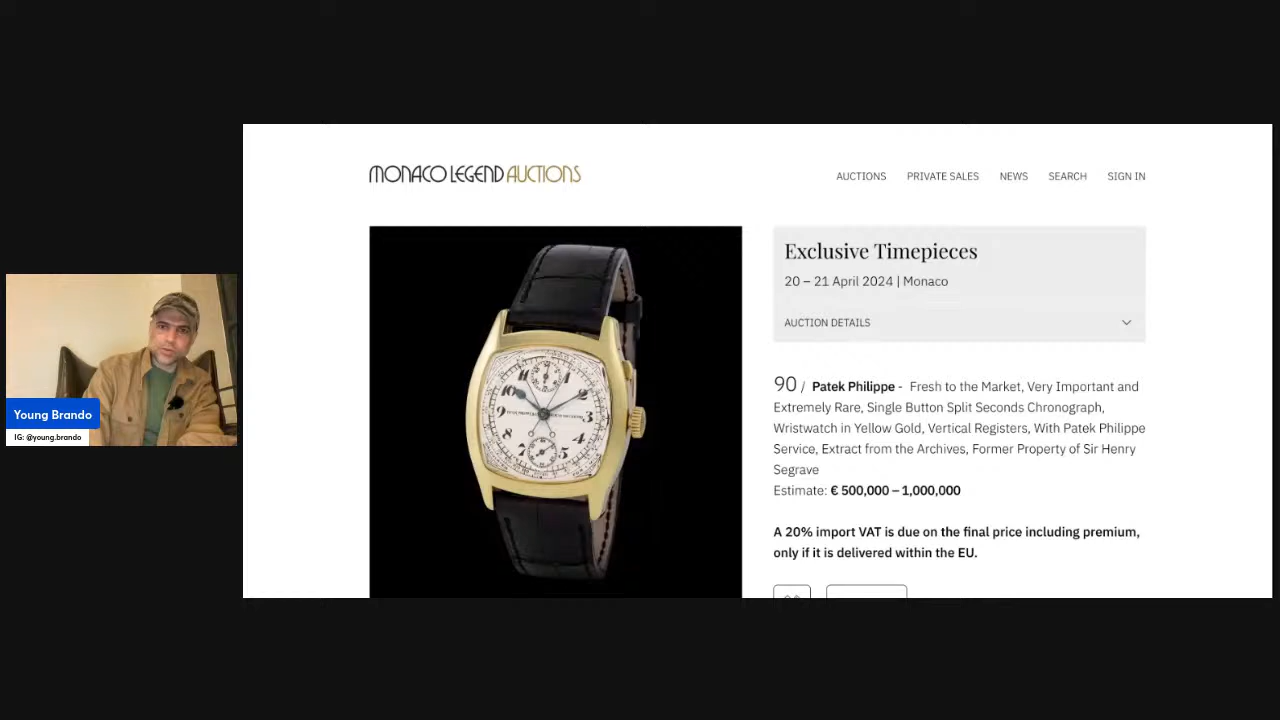 MONACO LEGEND AUCTIONS
AUCTIONS PRIVATE SALES NEWS SEARCH SIGN IN
Exclusive Timepieces
20 – 21 April 2024 | Monaco
AUCTION DETAILS
90 / Patek Philippe - Fresh to the Market, Very Important and
Extremely Rare, Single Button Split Seconds Chronograph,
Wristwatch in Yellow Gold, Vertical Registers, With Patek Philippe
Service, Extract from the Archives, Former Property of Sir Henry
Segrave
Estimate: € 500,000 – 1,000,000
A 20% import VAT is due on the final price including premium,
only if it is delivered within the EU.
Young Brando
IG: @young.brando